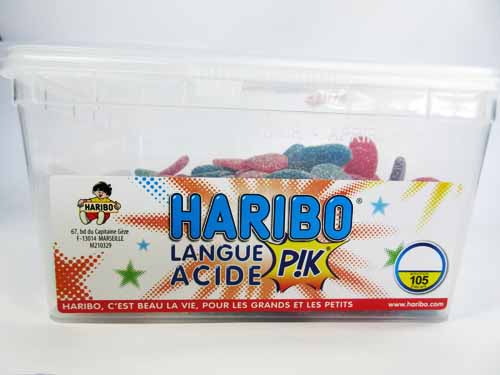 HARIBO
67, bd du Capitaine Gèze
F-13014 MARSEILLE
M210329
HARIBO®
LANGUE
ACIDE
P!K
105
HARIBO, C'EST BEAU LA VIE, POUR LES GRANDS ET LES PETITS
www.haribo.com